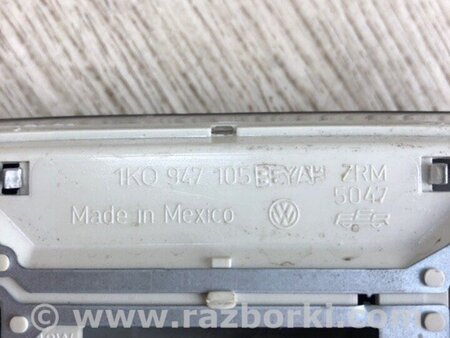 1K0 947 105 7RM
Made in Mexico 5047
www.razborki.com